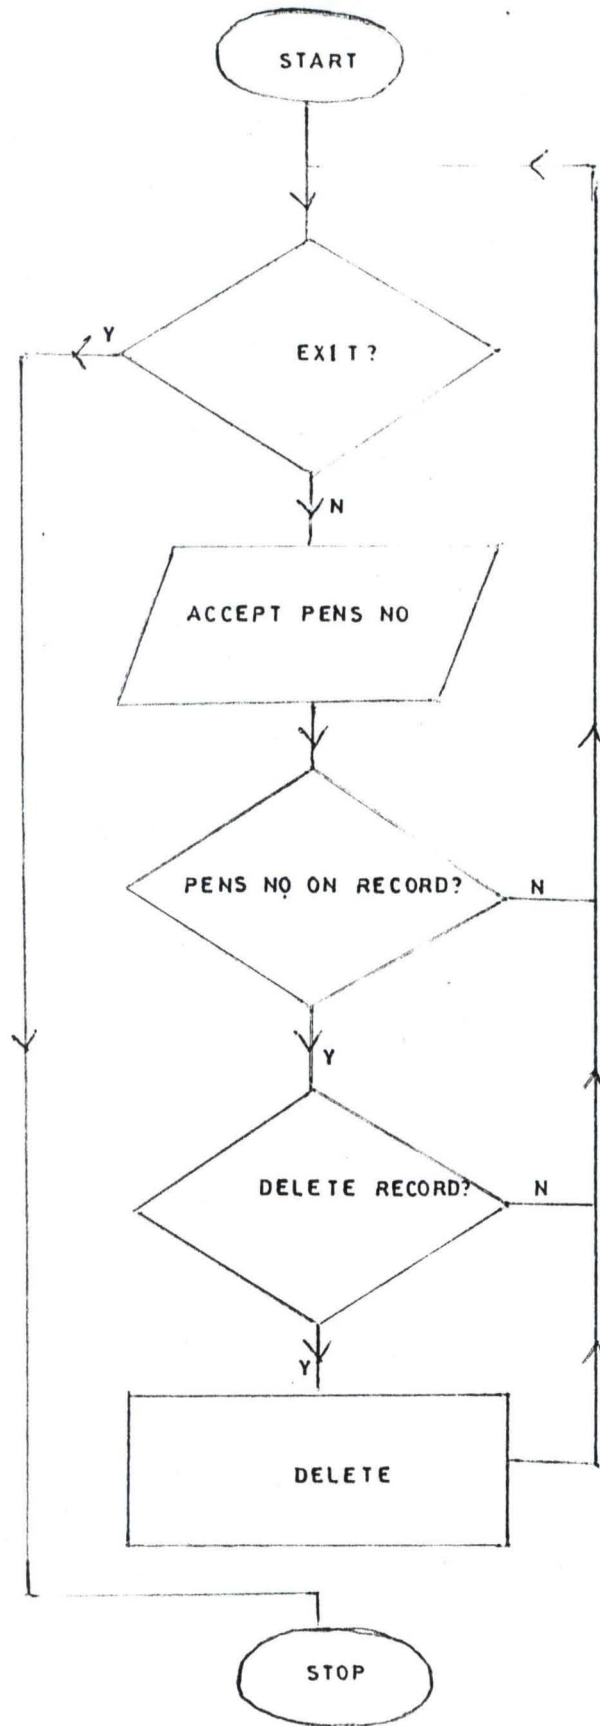 START
Y
EXIT?
N
ACCEPT PENS NO
PENS NO ON RECORD?
N
Y
DELETE RECORD?
N
Y
DELETE
STOP